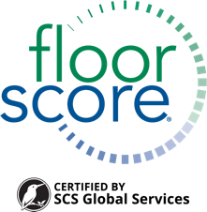 floor
score®
CERTIFIED BY
SCS Global Services